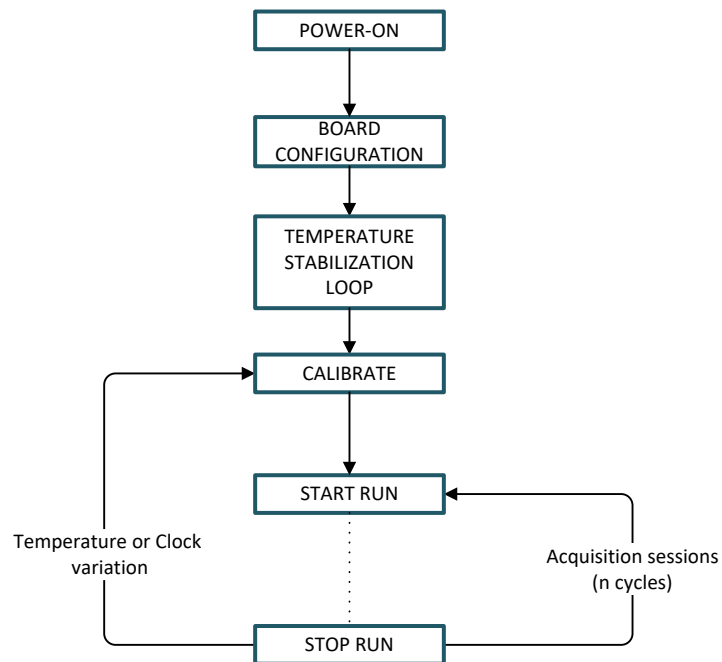 POWER-ON
BOARD
CONFIGURATION
TEMPERATURE
STABILIZATION
LOOP
CALIBRATE
START RUN
Temperature or Clock
variation
Acquisition sessions
(n cycles)
STOP RUN